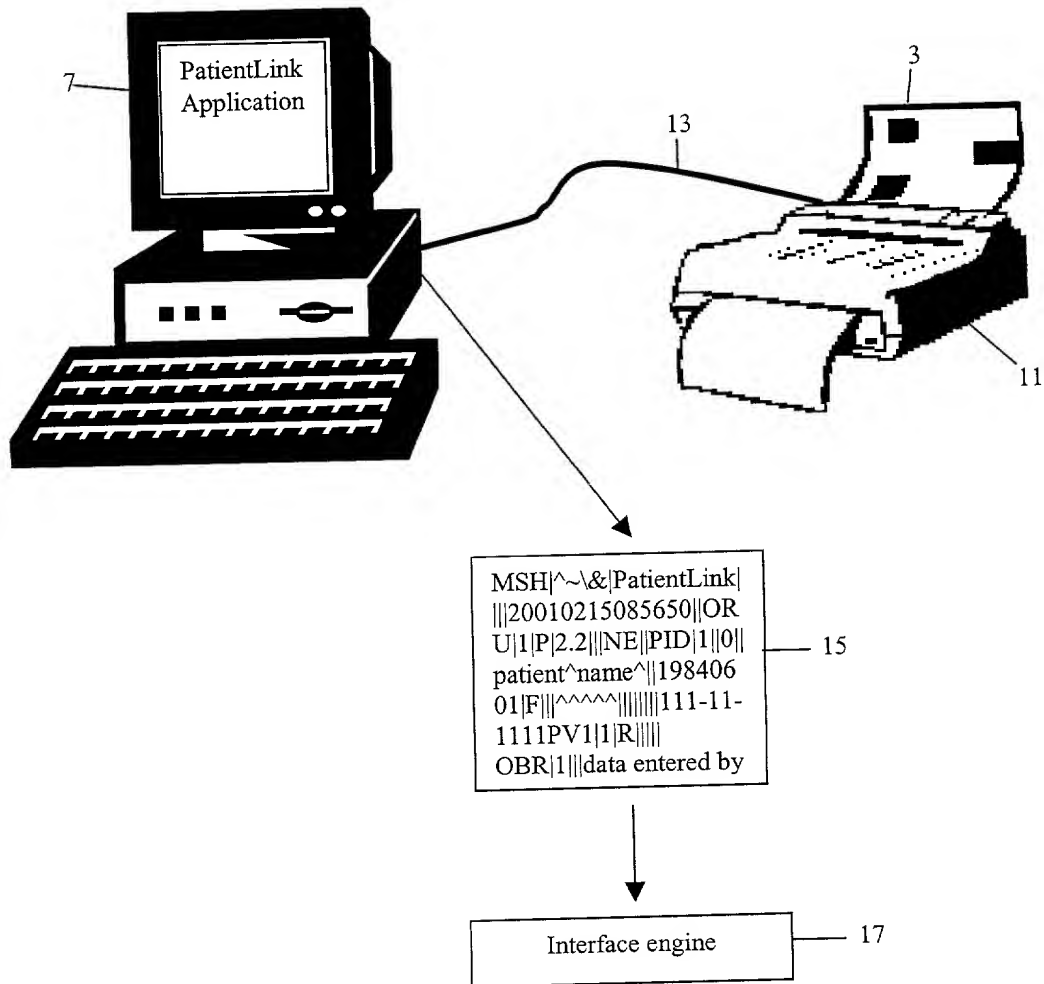 PatientLink
Application
7
3
13
11
MSH|^~\&|PatientLink|
|||20010215085650||OR
U|1|P|2.2|||NE||PID|1||0||
patient^name^||198406
01|F|||^^^^^||||||||111-11-
1111PV1|1|R|||||
OBR|1|||data entered by
15
Interface engine
17